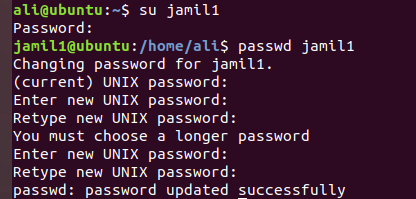 ali@ubuntu:~$ su jamil1
Password:
jamil1@ubuntu:/home/ali$ passwd jamil1
Changing password for jamil1.
(current) UNIX password:
Enter new UNIX password:
Retype new UNIX password:
You must choose a longer password
Enter new UNIX password:
Retype new UNIX password:
passwd: password updated successfully